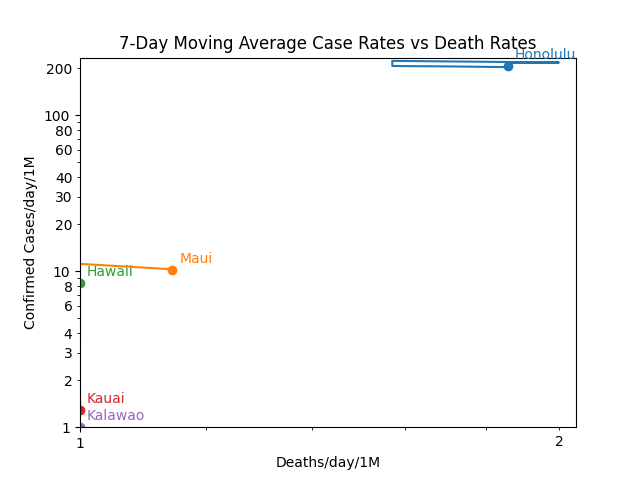 7-Day Moving Average Case Rates vs Death Rates
Honolulu
200
100
80
60
40
30
20
10
8
6
4
3
2
1
Confirmed Cases/day/1M
Maui
Hawaii
Kauai
Kalawao
1
2
Deaths/day/1M